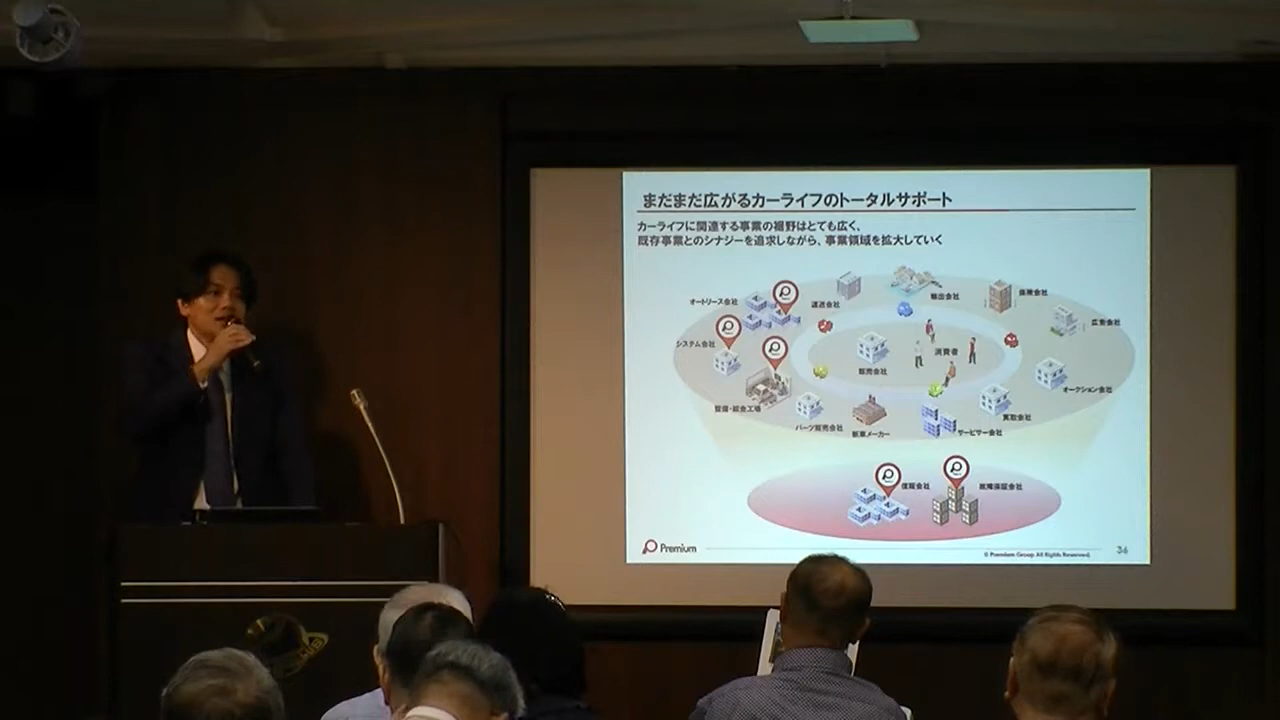 まだまだ広がるカーライフのトータルサポート
カーライフに関連する事業の裾野はとても広く、
既存事業とのシナジーを追求しながら、事業領域を拡大していく
オートリース会社
運送会社
輸出会社
保険会社
広告会社
システム会社
販売会社
消費者
オークション会社
整備・鈑金工場
パーツ販売会社
新車メーカー
サービサー会社
買取会社
信販会社
故障保証会社
Premium
© Premium Group. All Rights Reserved.
36